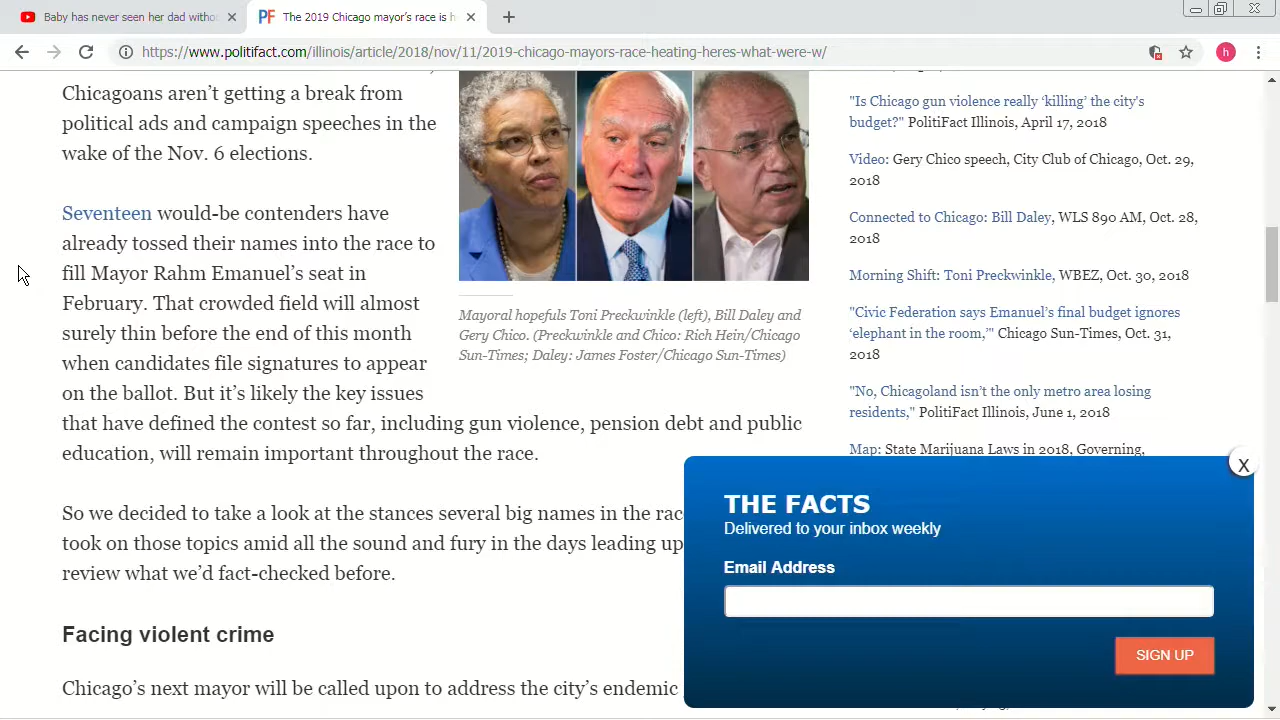 Baby has never seen her dad witho
The 2019 Chicago mayor's race is h
https://www.politifact.com/illinois/article/2018/nov/11/2019-chicago-mayors-race-heating-heres-what-were-w/
h
Chicagoans aren't getting a break from
political ads and campaign speeches in the
wake of the Nov. 6 elections.
Seventeen would-be contenders have
already tossed their names into the race to
fill Mayor Rahm Emanuel's seat in
February. That crowded field will almost
surely thin before the end of this month
when candidates file signatures to appear
on the ballot. But it's likely the key issues
that have defined the contest so far, including gun violence, pension debt and public
education, will remain important throughout the race.
So we decided to take a look at the stances several big names in the rac
took on those topics amid all the sound and fury in the days leading up
review what we'd fact-checked before.
Facing violent crime
Chicago's next mayor will be called upon to address the city's endemic
Mayoral hopefuls Toni Preckwinkle (left), Bill Daley and
Gery Chico. (Preckwinkle and Chico: Rich Hein/Chicago
Sun-Times; Daley: James Foster/Chicago Sun-Times)
"Is Chicago gun violence really 'killing' the city's
budget?" PolitiFact Illinois, April 17, 2018
Video: Gery Chico speech, City Club of Chicago, Oct. 29,
2018
Connected to Chicago: Bill Daley, WLS 890 AM, Oct. 28,
2018
Morning Shift: Toni Preckwinkle, WBEZ, Oct. 30, 2018
"Civic Federation says Emanuel's final budget ignores
'elephant in the room,'" Chicago Sun-Times, Oct. 31,
2018
"No, Chicagoland isn't the only metro area losing
residents," PolitiFact Illinois, June 1, 2018
Map: State Marijuana Laws in 2018, Governing,
X
THE FACTS
Delivered to your inbox weekly
Email Address
SIGN UP